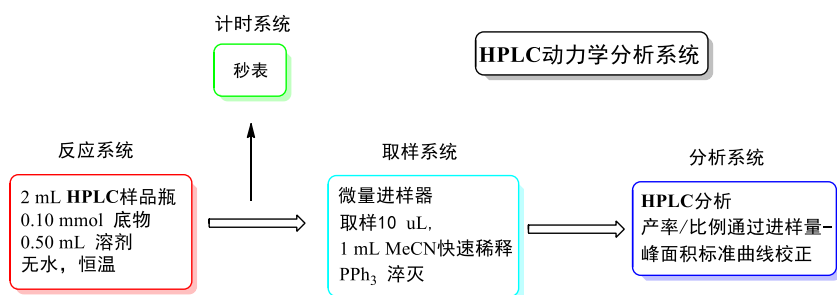 计时系统
秒表
HPLC动力学分析系统
反应系统
2 mL HPLC样品瓶
0.10 mmol 底物
0.50 mL 溶剂
无水，恒温
取样系统
微量进样器
取样10 uL,
1 mL MeCN快速稀释
PPh3 淬灭
分析系统
HPLC分析
产率/比例通过进样量-
峰面积标准曲线校正